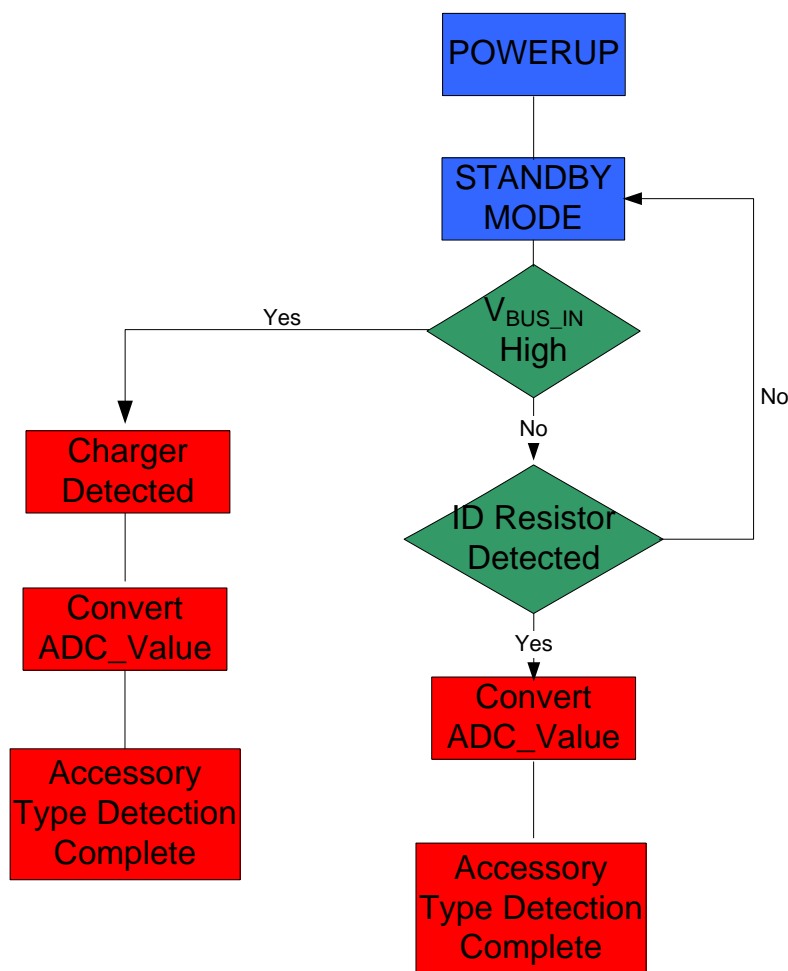 POWERUP
STANDBY
MODE
V_BUS_IN
High
Yes
No
No
Charger
Detected
ID Resistor
Detected
Convert
ADC_Value
Yes
Convert
ADC_Value
Accessory
Type Detection
Complete
Accessory
Type Detection
Complete